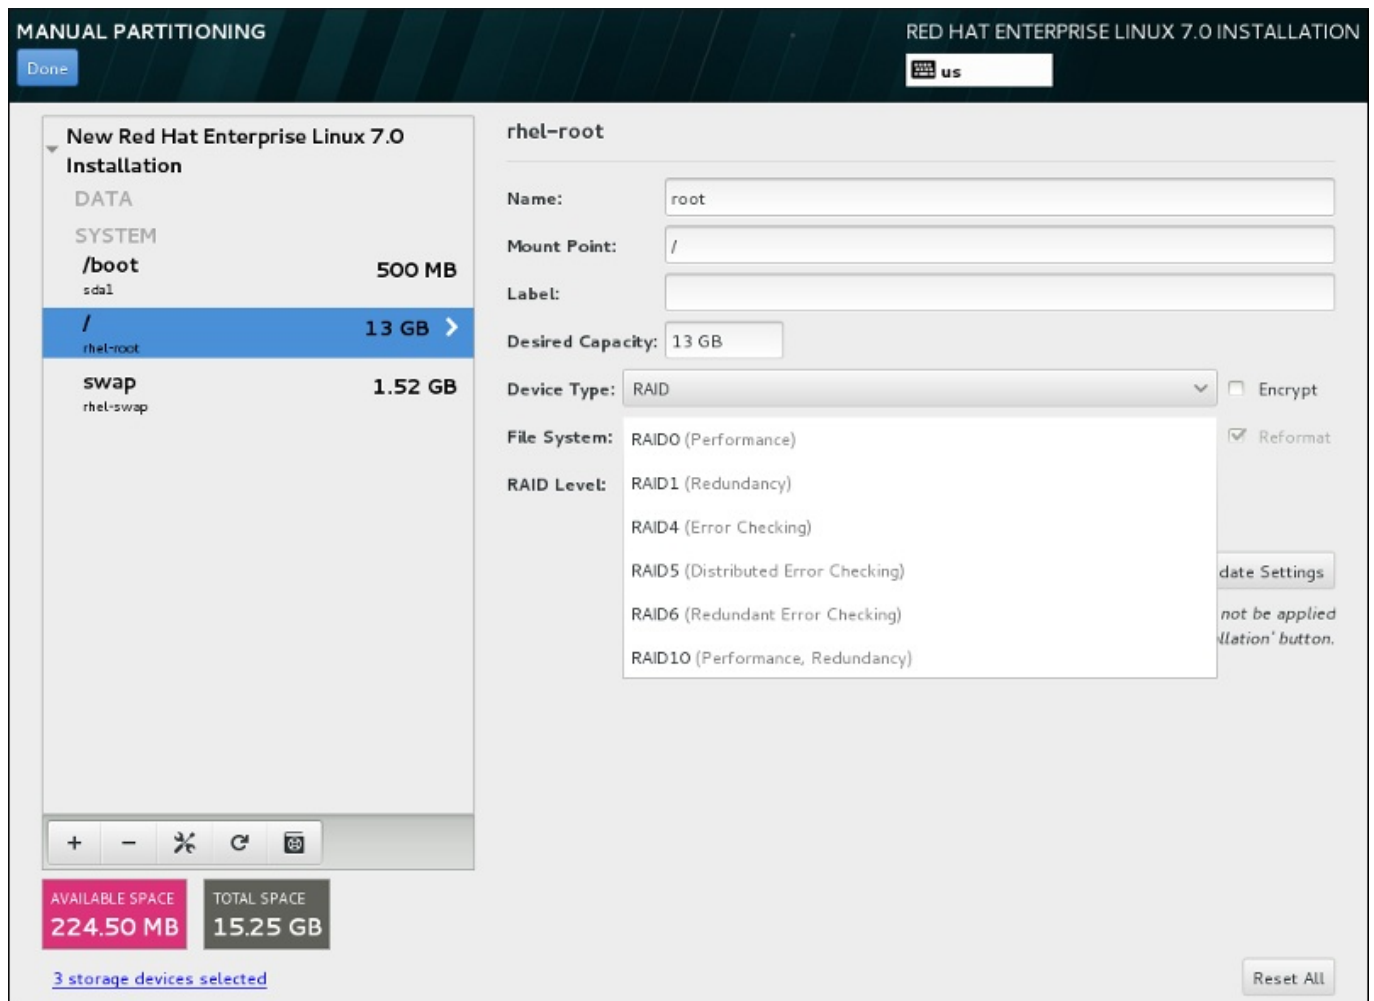 MANUAL PARTITIONING
RED HAT ENTERPRISE LINUX 7.0 INSTALLATION
Done
us
New Red Hat Enterprise Linux 7.0
Installation
DATA
SYSTEM
/boot
500 MB
sda1
/
13 GB
rhel-root
swap
1.52 GB
rhel-swap
AVAILABLE SPACE
224.50 MB
TOTAL SPACE
15.25 GB
3 storage devices selected
rhel-root
Name: root
Mount Point: /
Label:
Desired Capacity: 13 GB
Device Type: RAID
Encrypt
File System:
Reformat
RAID Level:
RAID0 (Performance)
RAID1 (Redundancy)
RAID4 (Error Checking)
RAID5 (Distributed Error Checking)
RAID6 (Redundant Error Checking)
RAID10 (Performance, Redundancy)
date Settings
not be applied
llation' button.
Reset All